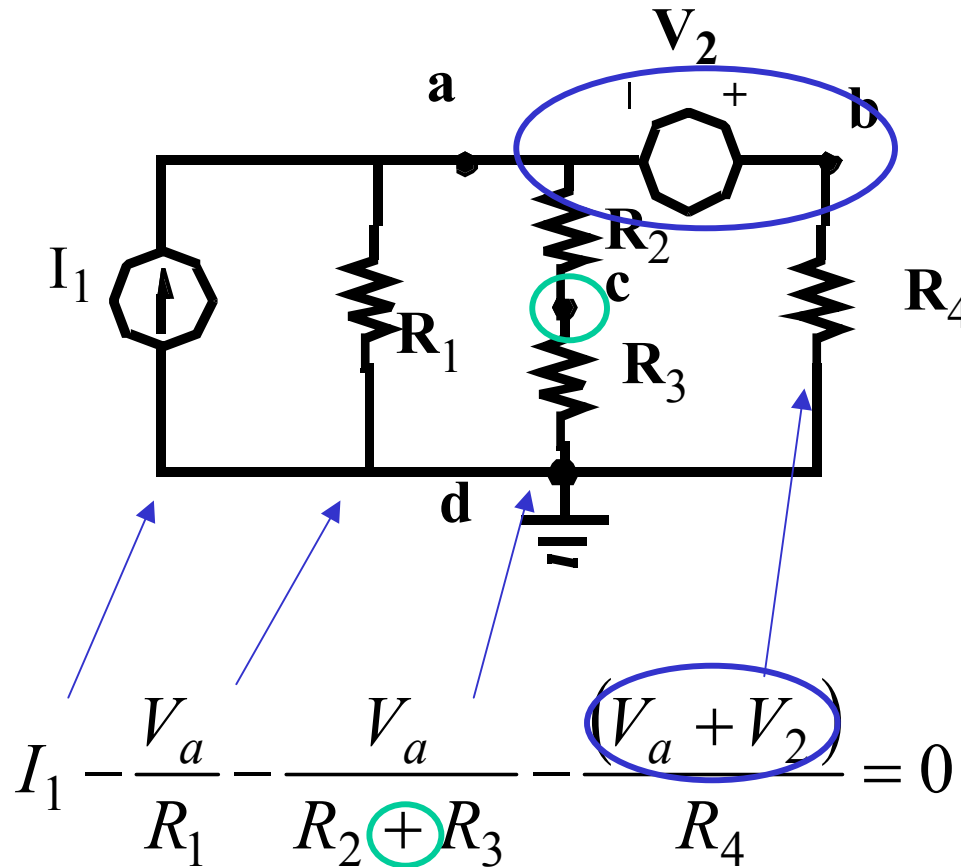 V₂
a
− +
b
I₁
R₁
R₂
c
R₃
R₄
d
I₁ − Vₐ/R₁ − Vₐ/(R₂ + R₃) − (Vₐ + V₂)/R₄ = 0